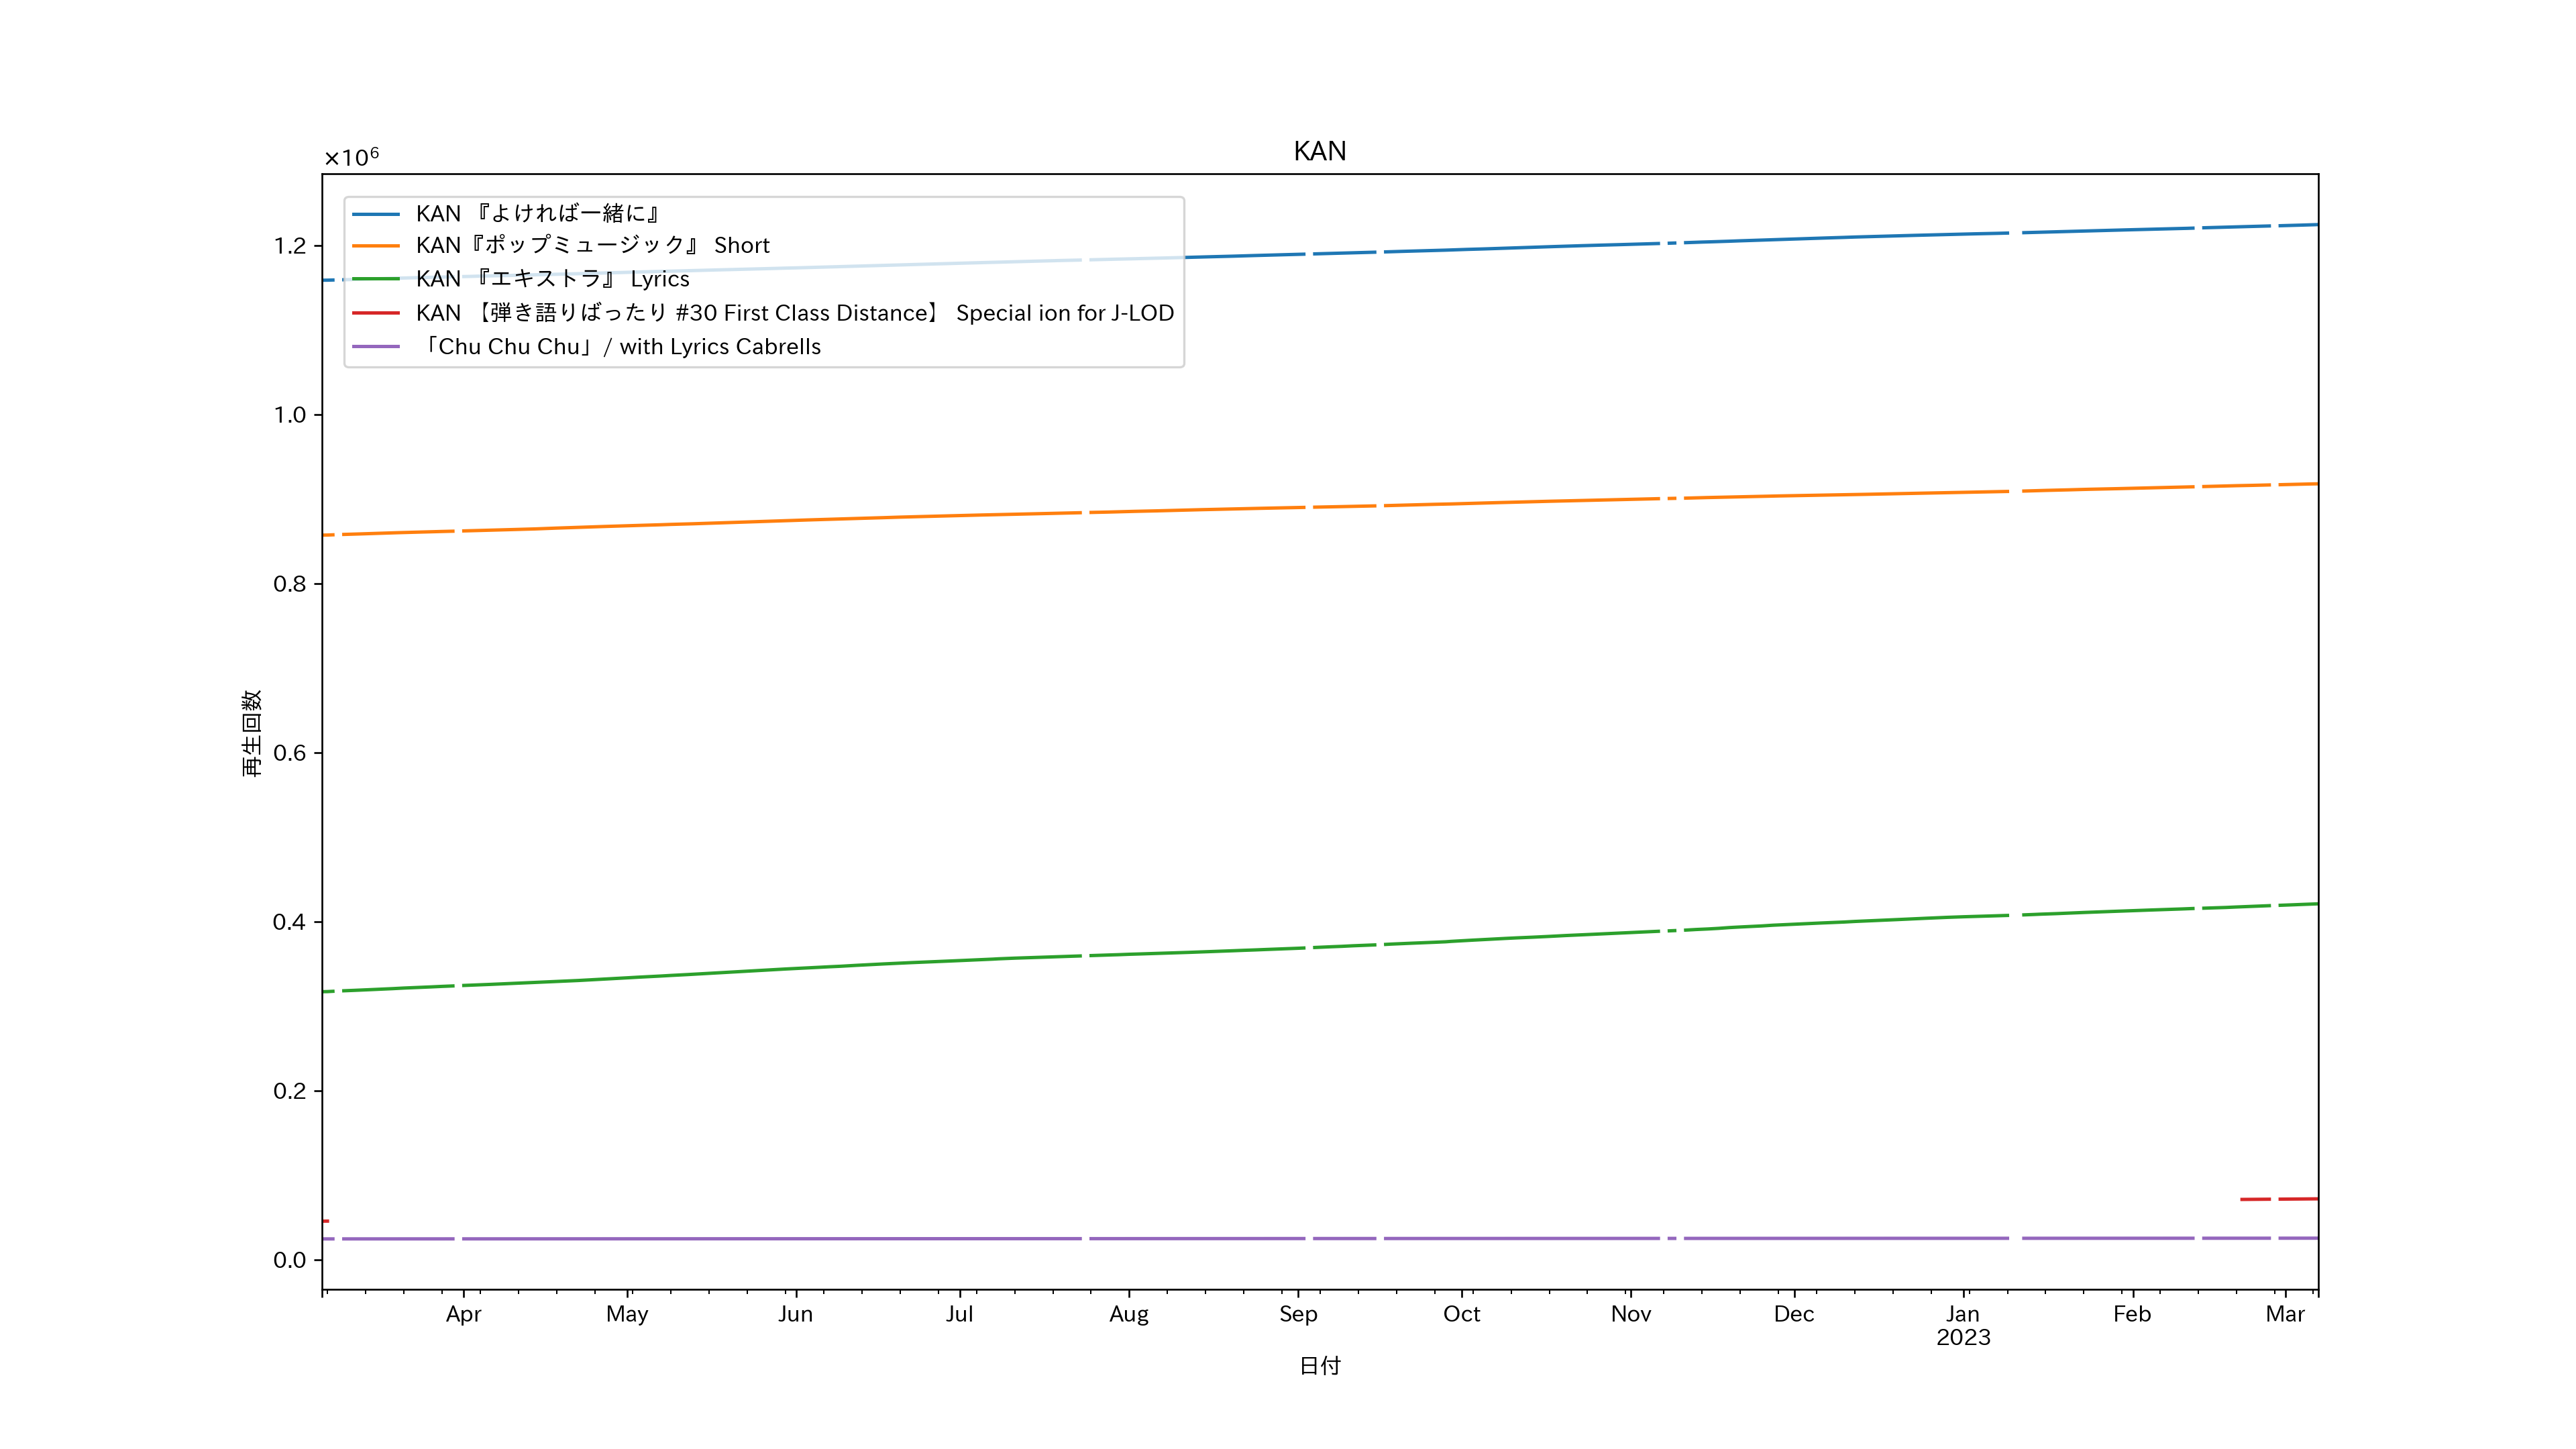 KAN
×10⁶
KAN 『よければ一緒に』
KAN『ポップミュージック』 Short
KAN 『エキストラ』 Lyrics
KAN 【弾き語りばったり #30 First Class Distance】 Special ion for J-LOD
「Chu Chu Chu」/ with Lyrics Cabrells
1.2
1.0
0.8
0.6
0.4
0.2
0.0
再生回数
Apr May Jun Jul Aug Sep Oct Nov Dec Jan Feb Mar
2023
日付